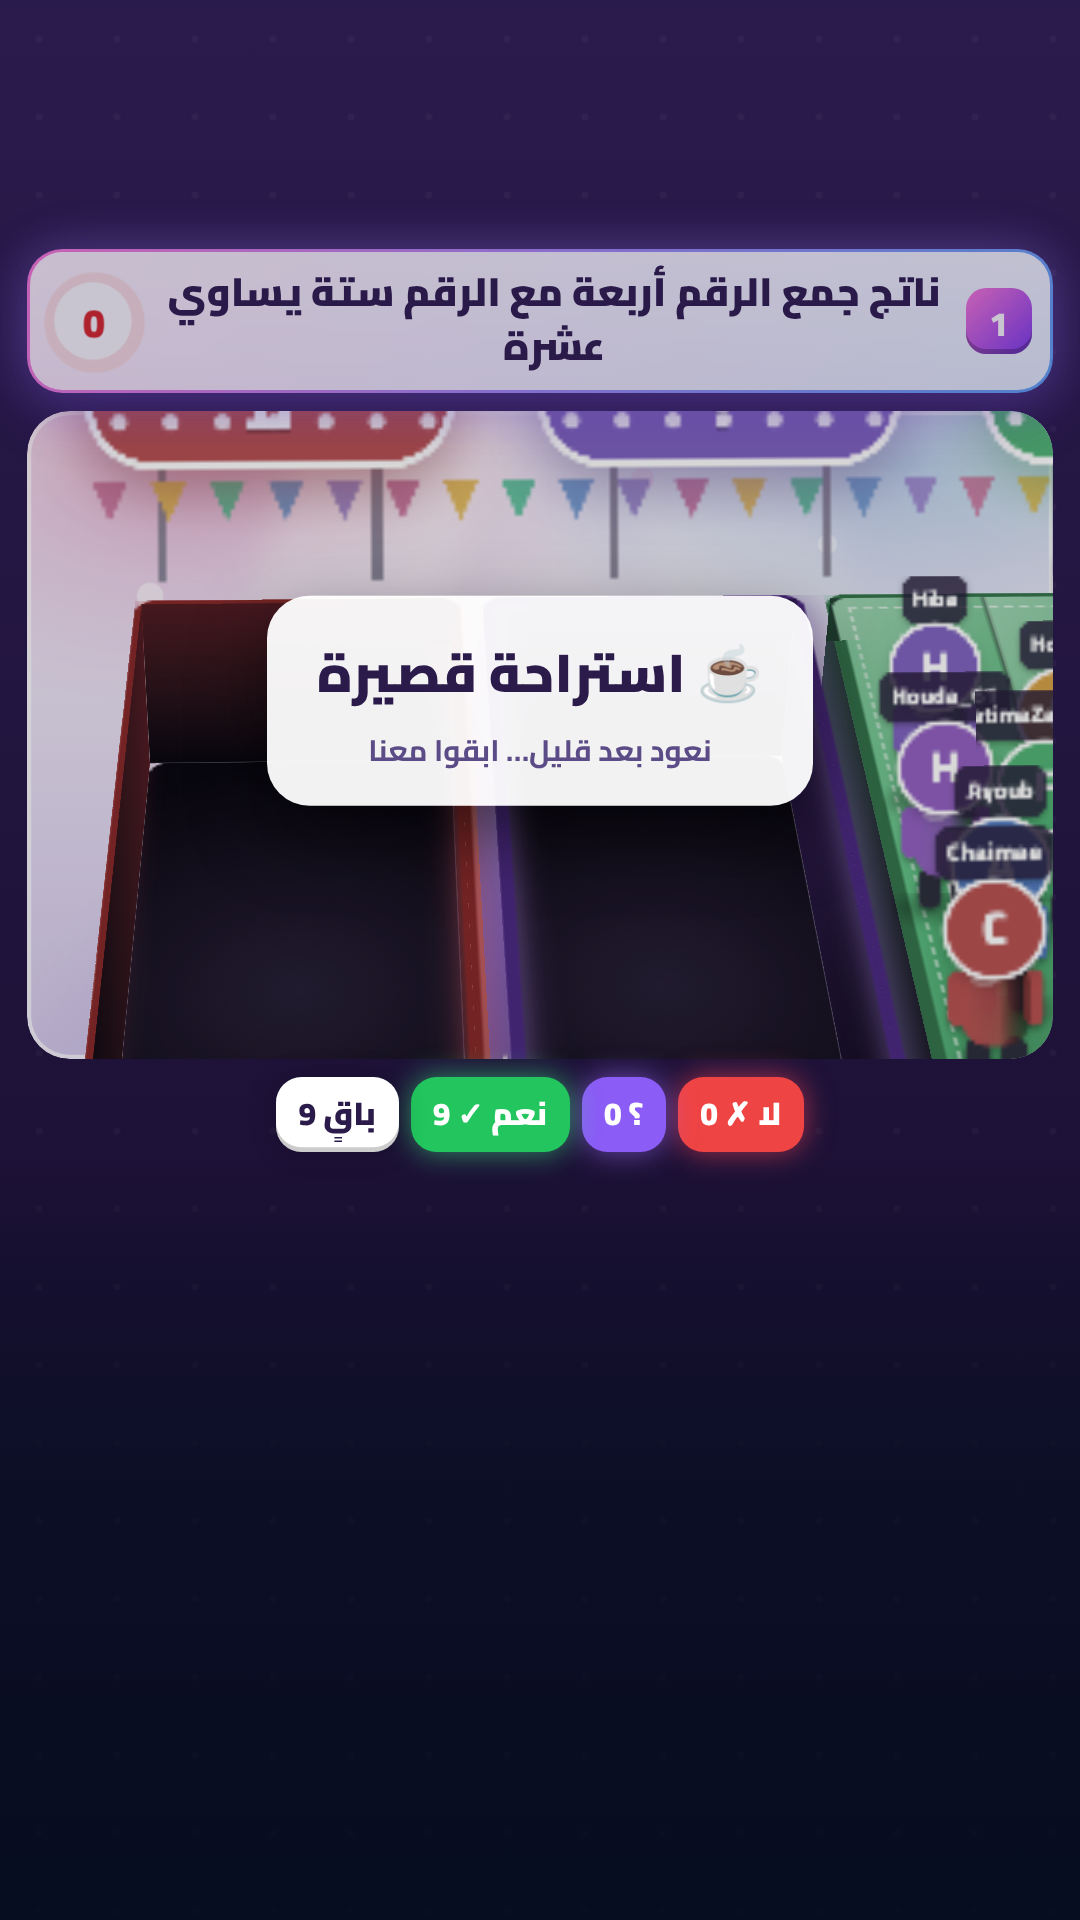 1
ناتج جمع الرقم أربعة مع الرقم ستة يساوي
عشرة
0
Hiba
H
H
Ayoub
Chaimaa
C
☕ استراحة قصيرة
نعود بعد قليل... ابقوا معنا
لا ✗ 0
؟ 0
نعم ✓ 9
باقٍ 9